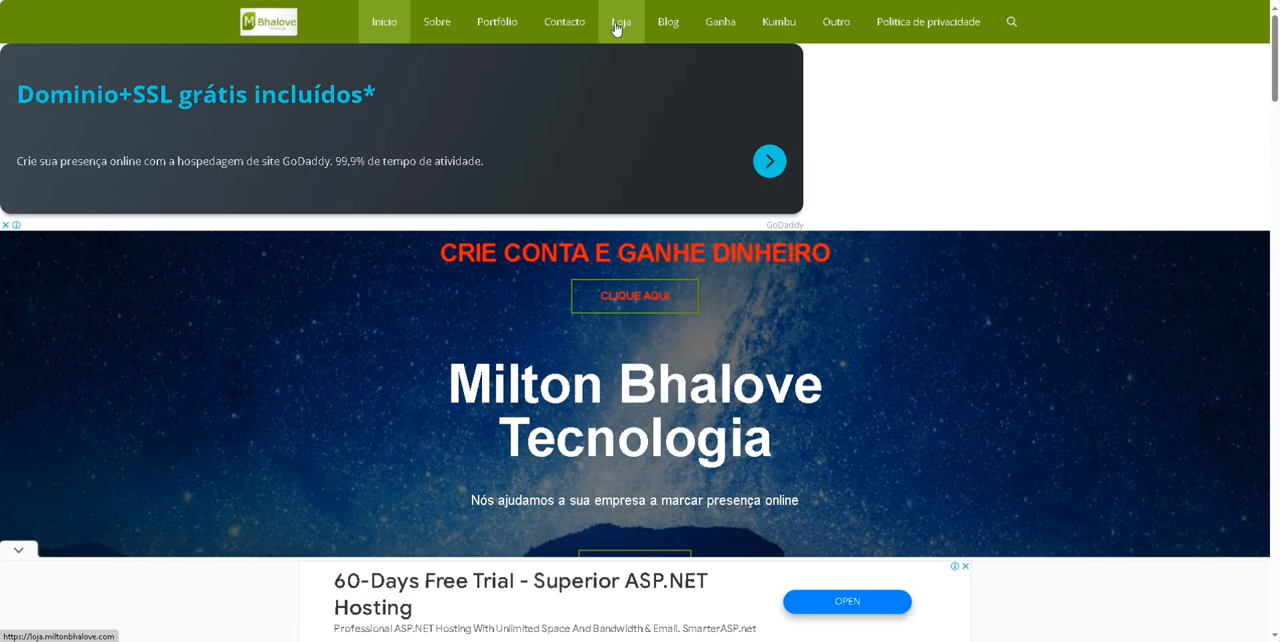 M Bhalove
Inicio Sobre Portfólio Contacto Loja Blog Ganha Kumbu Outro Politica de privacidade
Dominio+SSL grátis incluídos*
Crie sua presença online com a hospedagem de site GoDaddy. 99,9% de tempo de atividade.
GoDaddy
CRIE CONTA E GANHE DINHEIRO
CLIQUE AQUI
Milton Bhalove
Tecnologia
Nós ajudamos a sua empresa a marcar presença online
60-Days Free Trial - Superior ASP.NET
Hosting
OPEN
Professional ASP.NET Hosting With Unlimited Space And Bandwidth & Email. SmarterASP.net
https://loja.miltonbhalove.com